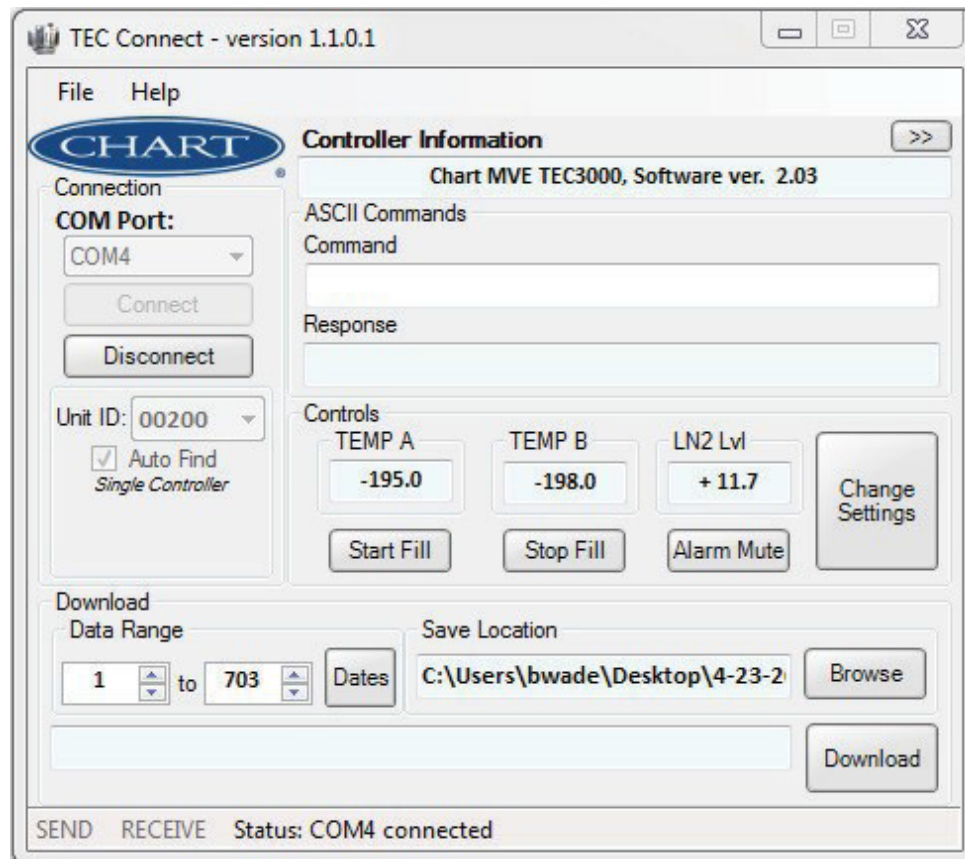 TEC Connect - version 1.1.0.1
File Help
CHART®
Controller Information >>
Chart MVE TEC3000, Software ver. 2.03
Connection
COM Port:
COM4
Connect
Disconnect
Unit ID: 00200
Auto Find
Single Controller
ASCII Commands
Command
Response
Controls
TEMP A TEMP B LN2 Lvl
-195.0 -198.0 + 11.7
Start Fill Stop Fill Alarm Mute
Change
Settings
Download
Data Range
1 to 703 Dates
Save Location
C:\Users\bwade\Desktop\4-23-2 Browse
Download
SEND RECEIVE Status: COM4 connected